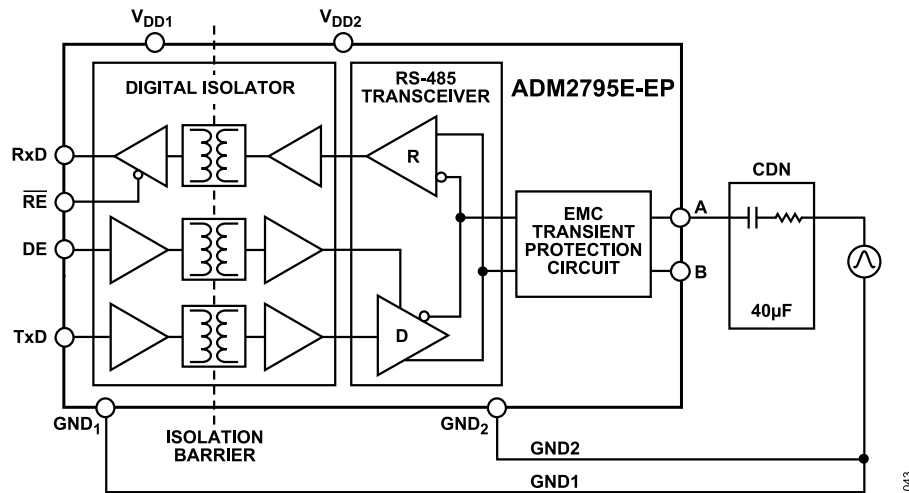 VDD1
VDD2
DIGITAL ISOLATOR
RS-485
TRANSCEIVER
ADM2795E-EP
RxD
R
RE
CDN
DE
EMC
TRANSIENT
PROTECTION
CIRCUIT
A
B
40µF
TxD
D
GND1
GND2
ISOLATION
BARRIER
GND2
GND1
043